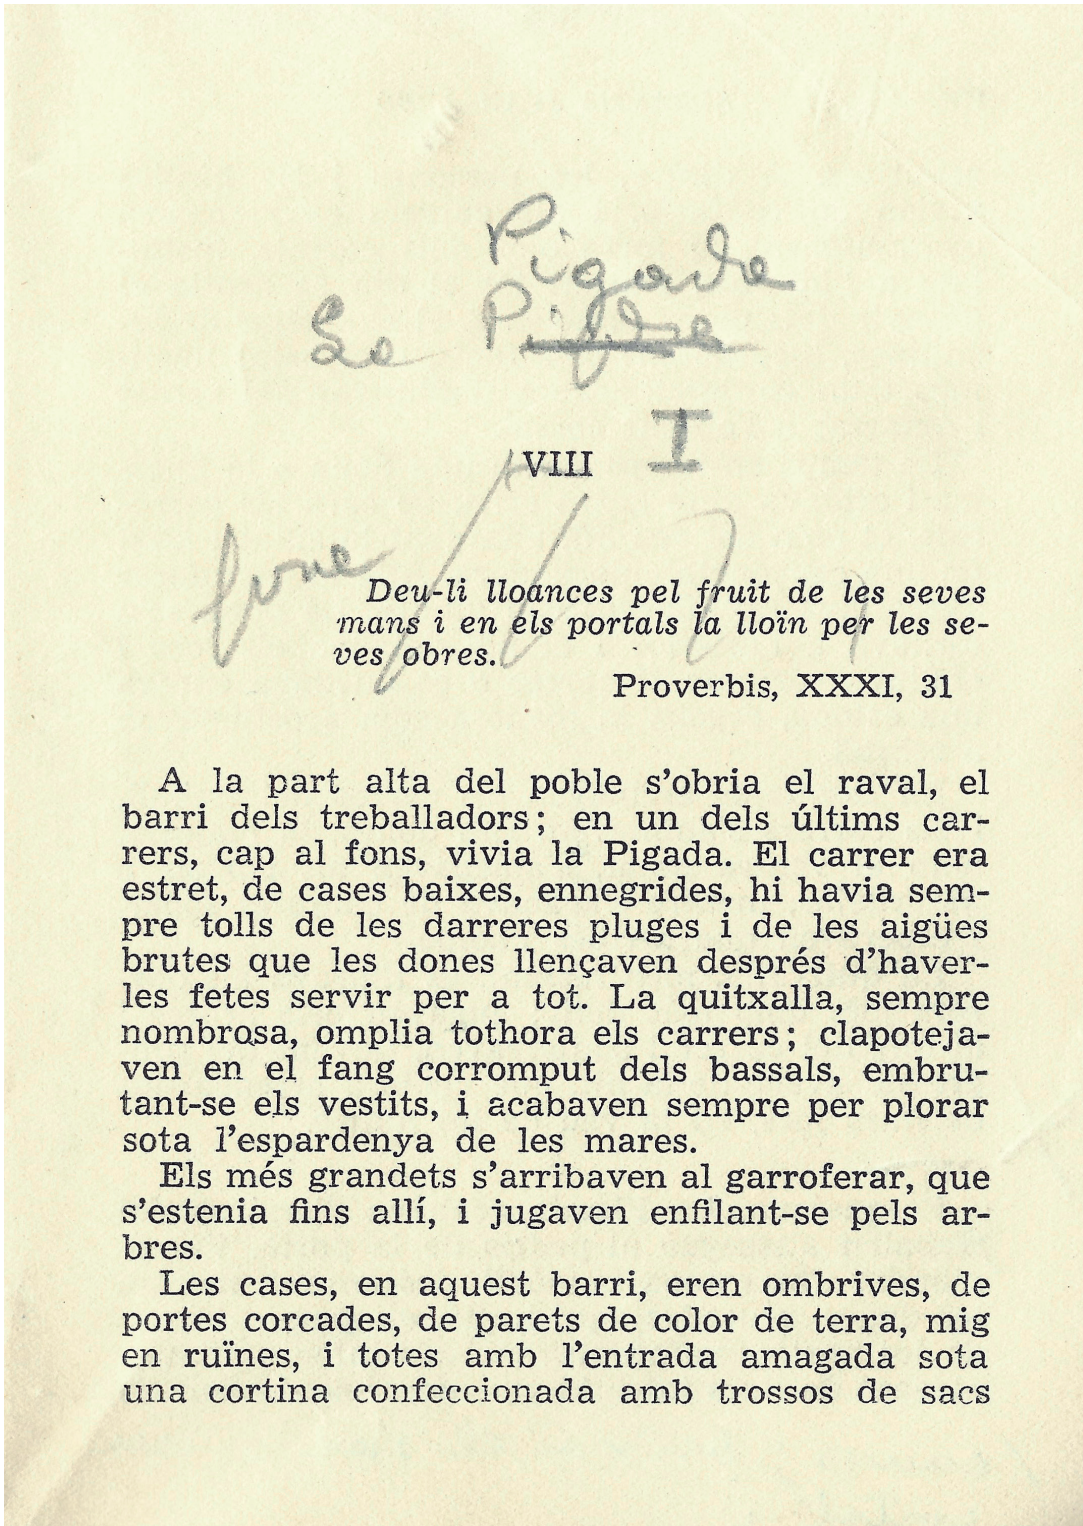 Pigada
La
I
VIII
Deu-li lloances pel fruit de les seves
mans i en els portals la lloïn per les se-
ves obres.
Proverbis, XXXI, 31
A la part alta del poble s'obria el raval, el
barri dels treballadors; en un dels últims car-
rers, cap al fons, vivia la Pigada. El carrer era
estret, de cases baixes, ennegrides, hi havia sem-
pre tolls de les darreres pluges i de les aigües
brutes que les dones llençaven després d'haver-
les fetes servir per a tot. La quitxalla, sempre
nombrosa, omplia tothora els carrers; clapoteja-
ven en el fang corromput dels bassals, embru-
tant-se els vestits, i acabaven sempre per plorar
sota l'espardenya de les mares.
Els més grandets s'arribaven al garroferar, que
s'estenia fins allí, i jugaven enfilant-se pels ar-
bres.
Les cases, en aquest barri, eren ombrives, de
portes corcades, de parets de color de terra, mig
en ruïnes, i totes amb l'entrada amagada sota
una cortina confeccionada amb trossos de sacs